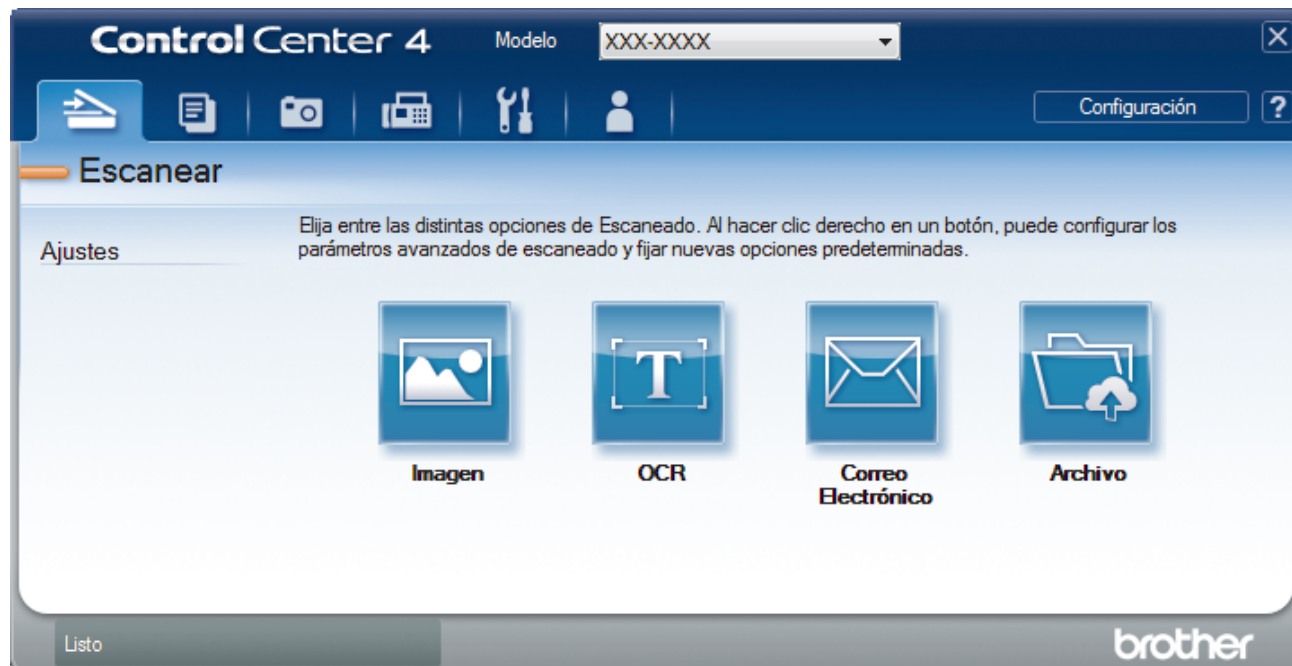 Control Center 4 Modelo XXX-XXXX
Configuración ?
Escanear
Ajustes
Elija entre las distintas opciones de Escaneado. Al hacer clic derecho en un botón, puede configurar los
parámetros avanzados de escaneado y fijar nuevas opciones predeterminadas.
T
Imagen OCR Correo Archivo
Electrónico
Listo
brother